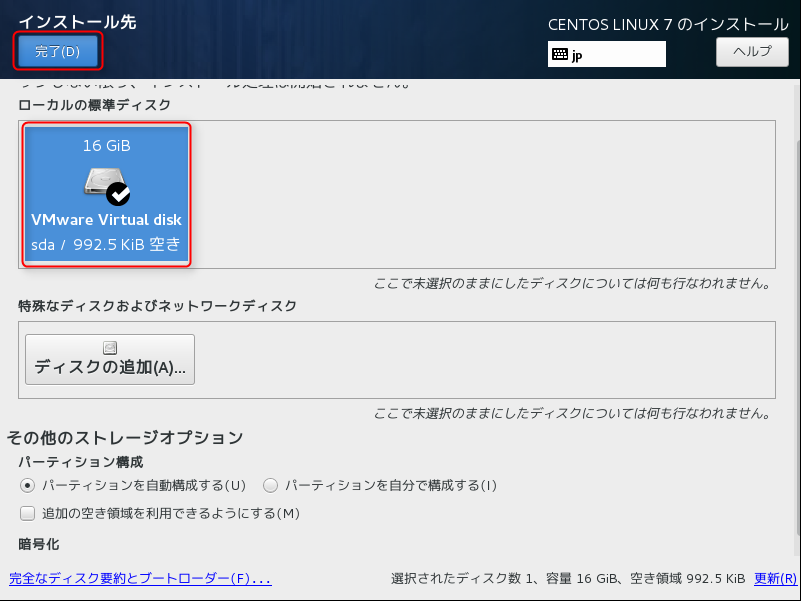 インストール先
CENTOS LINUX 7 のインストール
完了(D)
jp
ヘルプ
ローカルの標準ディスク
16 GiB
VMware Virtual disk
sda / 992.5 KiB 空き
ここで未選択のままにしたディスクについては何も行なわれません。
特殊なディスクおよびネットワークディスク
ディスクの追加(A)...
ここで未選択のままにしたディスクについては何も行なわれません。
その他のストレージオプション
パーティション構成
パーティションを自動構成する(U) パーティションを自分で構成する(I)
追加の空き領域を利用できるようにする(M)
暗号化
完全なディスク要約とブートローダー(F)...
選択されたディスク数 1、容量 16 GiB、空き領域 992.5 KiB 更新(R)